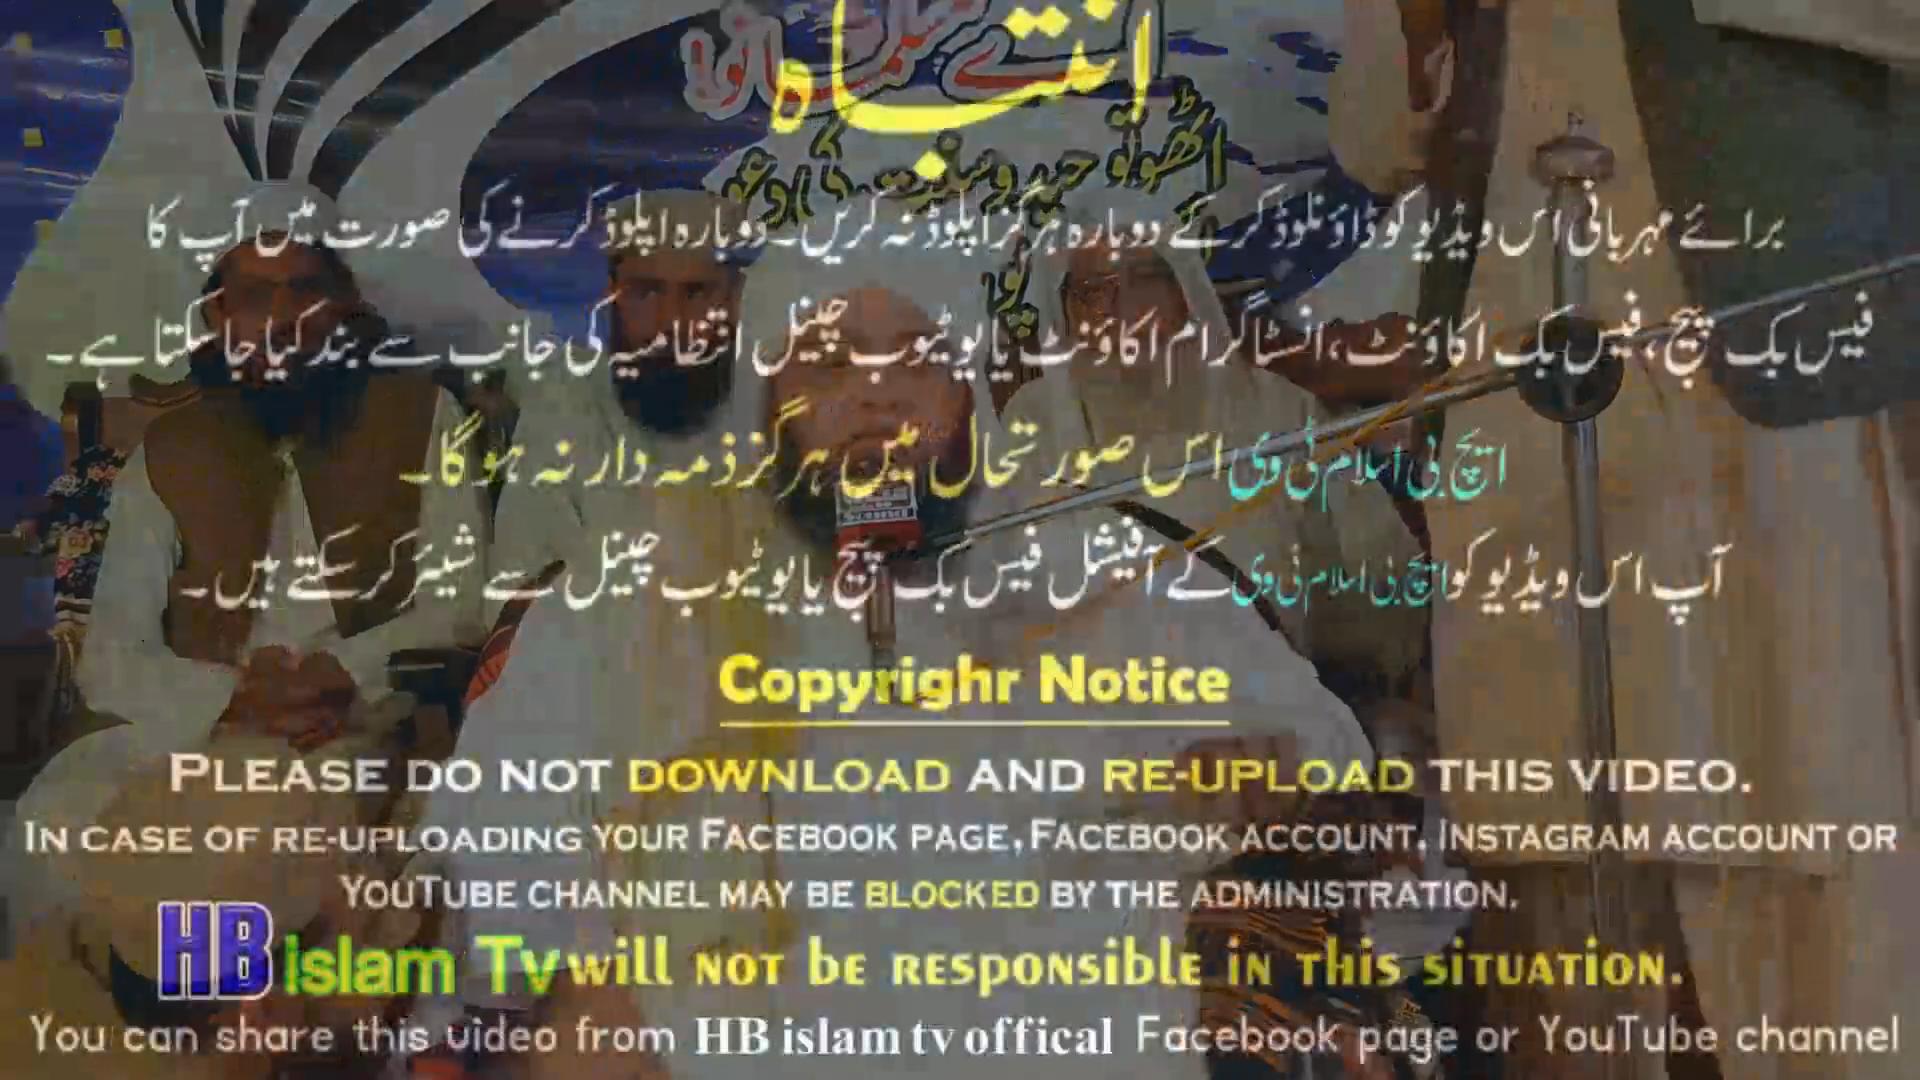 انتباہ
برائے مہربانی اس ویڈیو کو ڈاؤنلوڈ کرکے دوبارہ ہرگز اپلوڈ نہ کریں۔ دوبارہ اپلوڈ کرنے کی صورت میں آپ کا
فیس بک پیج، فیس بک اکاؤنٹ، انسٹاگرام اکاؤنٹ یا یوٹیوب چینل انتظامیہ کی جانب سے بند کیا جا سکتا ہے۔
ایچ بی اسلام ٹی وی اس صورتحال میں ہرگز ذمہ دار نہ ہو گا۔
آپ اس ویڈیو کو ایچ بی اسلام ٹی وی کے آفیشل فیس بک پیج یا یوٹیوب چینل سے شیئر کر سکتے ہیں۔
Copyrighr Notice
PLEASE DO NOT DOWNLOAD AND RE-UPLOAD THIS VIDEO.
IN CASE OF RE-UPLOADING YOUR FACEBOOK PAGE, FACEBOOK ACCOUNT, INSTAGRAM ACCOUNT OR
YOUTUBE CHANNEL MAY BE BLOCKED BY THE ADMINISTRATION.
HB islam Tv will not be responsible in this situation.
You can share this video from HB islam tv offical Facebook page or YouTube channel